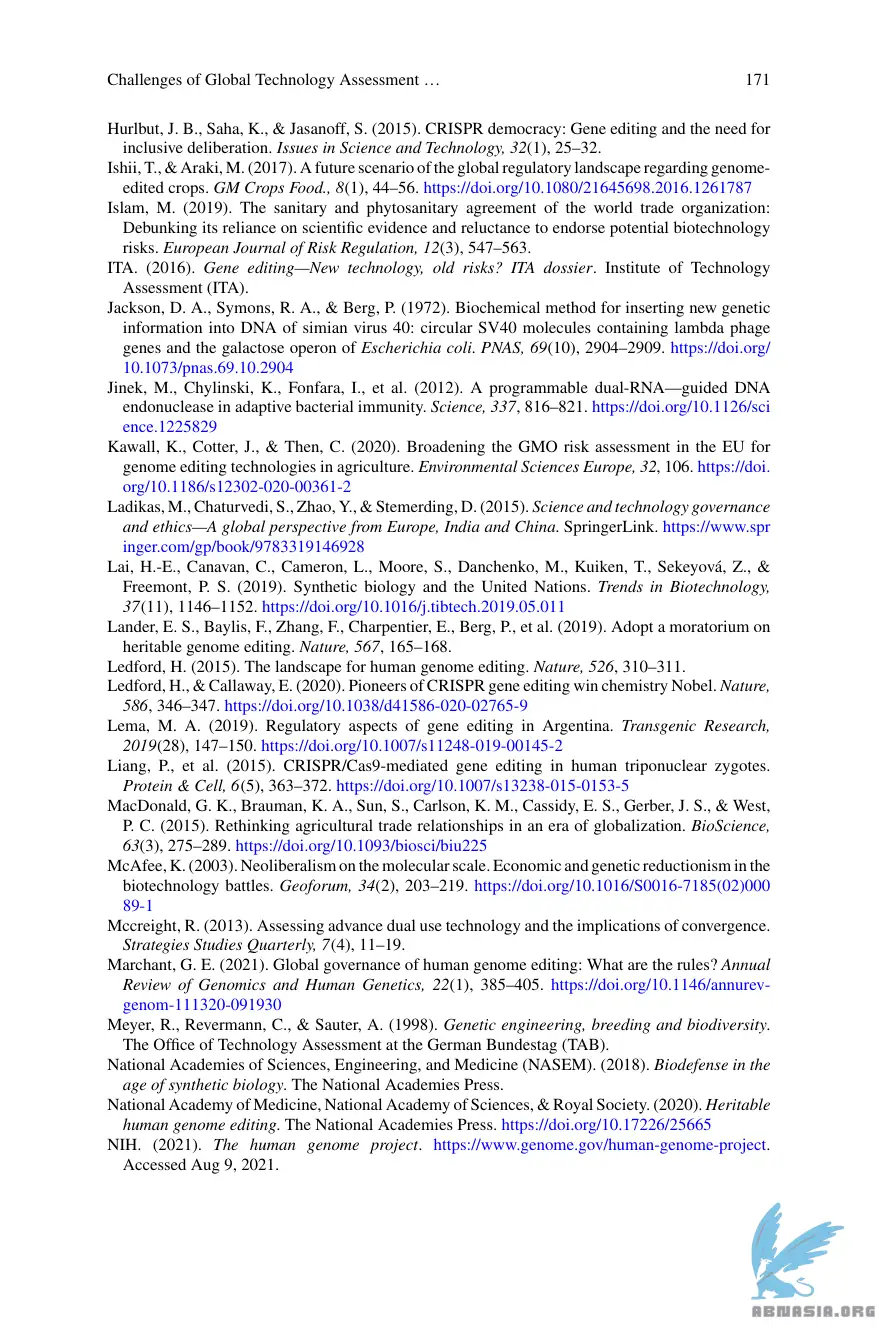 Challenges of Global Technology Assessment … 171
Hurlbut, J. B., Saha, K., & Jasanoff, S. (2015). CRISPR democracy: Gene editing and the need for
inclusive deliberation. Issues in Science and Technology, 32(1), 25–32.
Ishii, T., & Araki, M. (2017). A future scenario of the global regulatory landscape regarding genome-
edited crops. GM Crops Food., 8(1), 44–56. https://doi.org/10.1080/21645698.2016.1261787
Islam, M. (2019). The sanitary and phytosanitary agreement of the world trade organization:
Debunking its reliance on scientific evidence and reluctance to endorse potential biotechnology
risks. European Journal of Risk Regulation, 12(3), 547–563.
ITA. (2016). Gene editing—New technology, old risks? ITA dossier. Institute of Technology
Assessment (ITA).
Jackson, D. A., Symons, R. A., & Berg, P. (1972). Biochemical method for inserting new genetic
information into DNA of simian virus 40: circular SV40 molecules containing lambda phage
genes and the galactose operon of Escherichia coli. PNAS, 69(10), 2904–2909. https://doi.org/
10.1073/pnas.69.10.2904
Jinek, M., Chylinski, K., Fonfara, I., et al. (2012). A programmable dual-RNA—guided DNA
endonuclease in adaptive bacterial immunity. Science, 337, 816–821. https://doi.org/10.1126/sci
ence.1225829
Kawall, K., Cotter, J., & Then, C. (2020). Broadening the GMO risk assessment in the EU for
genome editing technologies in agriculture. Environmental Sciences Europe, 32, 106. https://doi.
org/10.1186/s12302-020-00361-2
Ladikas, M., Chaturvedi, S., Zhao, Y., & Stemerding, D. (2015). Science and technology governance
and ethics—A global perspective from Europe, India and China. SpringerLink. https://www.spr
inger.com/gp/book/9783319146928
Lai, H.-E., Canavan, C., Cameron, L., Moore, S., Danchenko, M., Kuiken, T., Sekeyová, Z., &
Freemont, P. S. (2019). Synthetic biology and the United Nations. Trends in Biotechnology,
37(11), 1146–1152. https://doi.org/10.1016/j.tibtech.2019.05.011
Lander, E. S., Baylis, F., Zhang, F., Charpentier, E., Berg, P., et al. (2019). Adopt a moratorium on
heritable genome editing. Nature, 567, 165–168.
Ledford, H. (2015). The landscape for human genome editing. Nature, 526, 310–311.
Ledford, H., & Callaway, E. (2020). Pioneers of CRISPR gene editing win chemistry Nobel. Nature,
586, 346–347. https://doi.org/10.1038/d41586-020-02765-9
Lema, M. A. (2019). Regulatory aspects of gene editing in Argentina. Transgenic Research,
2019(28), 147–150. https://doi.org/10.1007/s11248-019-00145-2
Liang, P., et al. (2015). CRISPR/Cas9-mediated gene editing in human triponuclear zygotes.
Protein & Cell, 6(5), 363–372. https://doi.org/10.1007/s13238-015-0153-5
MacDonald, G. K., Brauman, K. A., Sun, S., Carlson, K. M., Cassidy, E. S., Gerber, J. S., & West,
P. C. (2015). Rethinking agricultural trade relationships in an era of globalization. BioScience,
63(3), 275–289. https://doi.org/10.1093/biosci/biu225
McAfee, K. (2003). Neoliberalism on the molecular scale. Economic and genetic reductionism in the
biotechnology battles. Geoforum, 34(2), 203–219. https://doi.org/10.1016/S0016-7185(02)000
89-1
Mccreight, R. (2013). Assessing advance dual use technology and the implications of convergence.
Strategies Studies Quarterly, 7(4), 11–19.
Marchant, G. E. (2021). Global governance of human genome editing: What are the rules? Annual
Review of Genomics and Human Genetics, 22(1), 385–405. https://doi.org/10.1146/annurev-
genom-111320-091930
Meyer, R., Revermann, C., & Sauter, A. (1998). Genetic engineering, breeding and biodiversity.
The Office of Technology Assessment at the German Bundestag (TAB).
National Academies of Sciences, Engineering, and Medicine (NASEM). (2018). Biodefense in the
age of synthetic biology. The National Academies Press.
National Academy of Medicine, National Academy of Sciences, & Royal Society. (2020). Heritable
human genome editing. The National Academies Press. https://doi.org/10.17226/25665
NIH. (2021). The human genome project. https://www.genome.gov/human-genome-project.
Accessed Aug 9, 2021.
ABNASIA.ORG